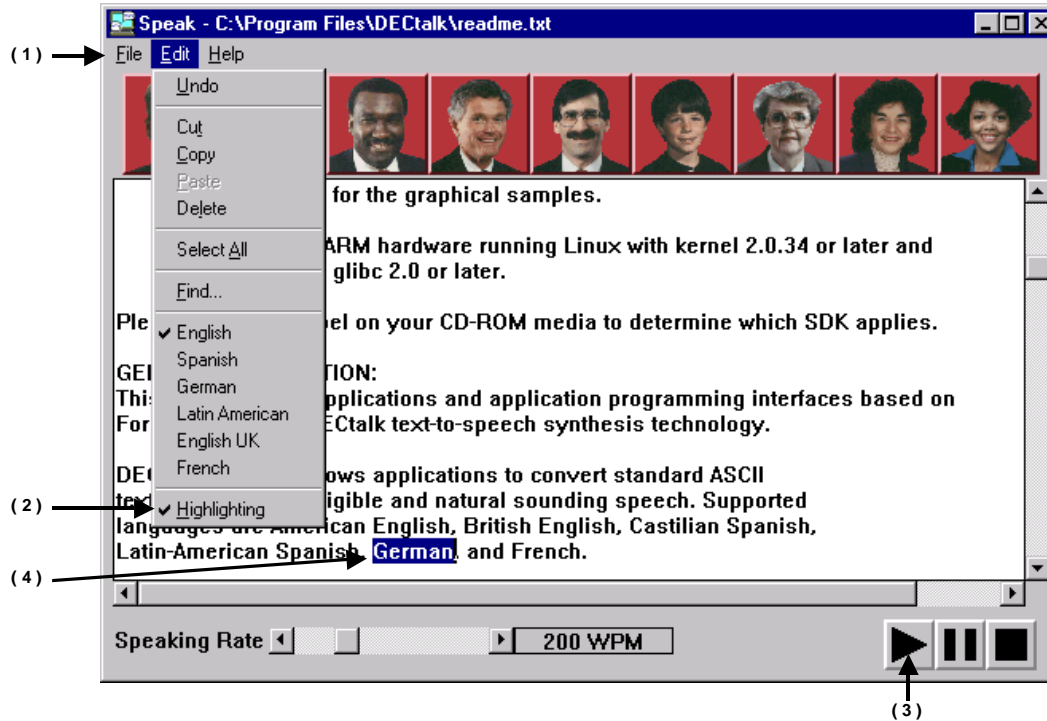 Speak - C:\Program Files\DECtalk\readme.txt
(1)
File Edit Help
Undo
Cut
Copy
Paste
Delete
Select All
Find...
English
Spanish
German
Latin American
English UK
French
Highlighting
for the graphical samples.
ARM hardware running Linux with kernel 2.0.34 or later and
glibc 2.0 or later.
Ple el on your CD-ROM media to determine which SDK applies.
GE TION:
Thi pplications and application programming interfaces based on
For ECtalk text-to-speech synthesis technology.
DE ows applications to convert standard ASCII
text igible and natural sounding speech. Supported
(2)
languages are American English, British English, Castilian Spanish,
Latin-American Spanish, German, and French.
(4)
Speaking Rate 200 WPM
(3)